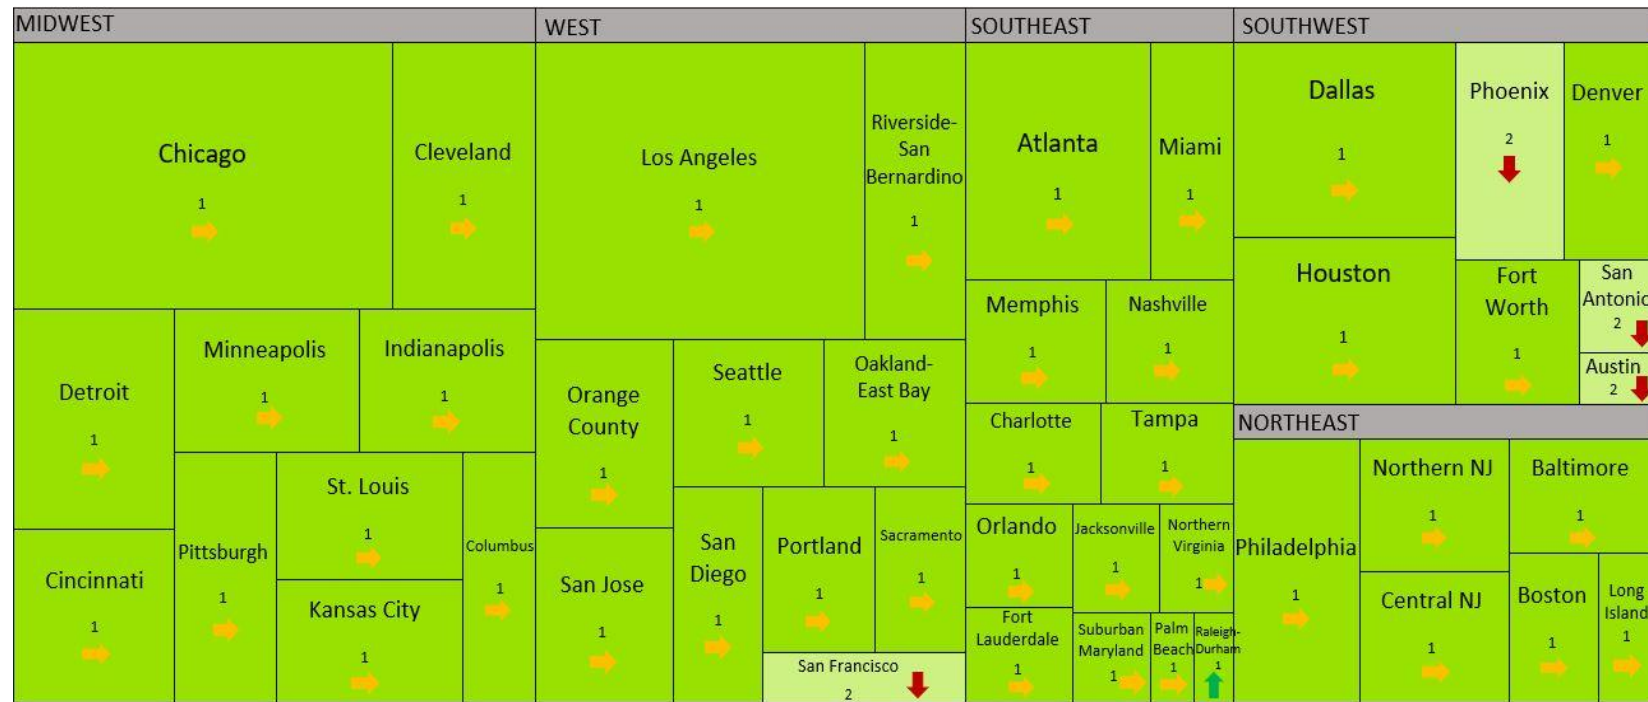 MIDWEST
Chicago
1
Cleveland
1
Detroit
1
Minneapolis
1
Indianapolis
1
Cincinnati
1
Pittsburgh
1
St. Louis
1
Kansas City
1
Columbus
1
WEST
Los Angeles
1
Riverside-
San
Bernardino
1
Orange
County
1
Seattle
1
Oakland-
East Bay
1
San Jose
1
San
Diego
1
Portland
1
Sacramento
1
San Francisco
2
SOUTHEAST
Atlanta
1
Miami
1
Memphis
1
Nashville
1
Charlotte
1
Tampa
1
Orlando
1
Jacksonville
1
Northern
Virginia
1
Fort
Lauderdale
1
Suburban
Maryland
1
Palm
Beach
1
Raleigh-
Durham
1
SOUTHWEST
Dallas
1
Phoenix
2
Denver
1
Houston
1
Fort
Worth
1
San
Antonio
2
Austin
2
NORTHEAST
Philadelphia
1
Northern NJ
1
Baltimore
1
Central NJ
1
Boston
1
Long
Island
1